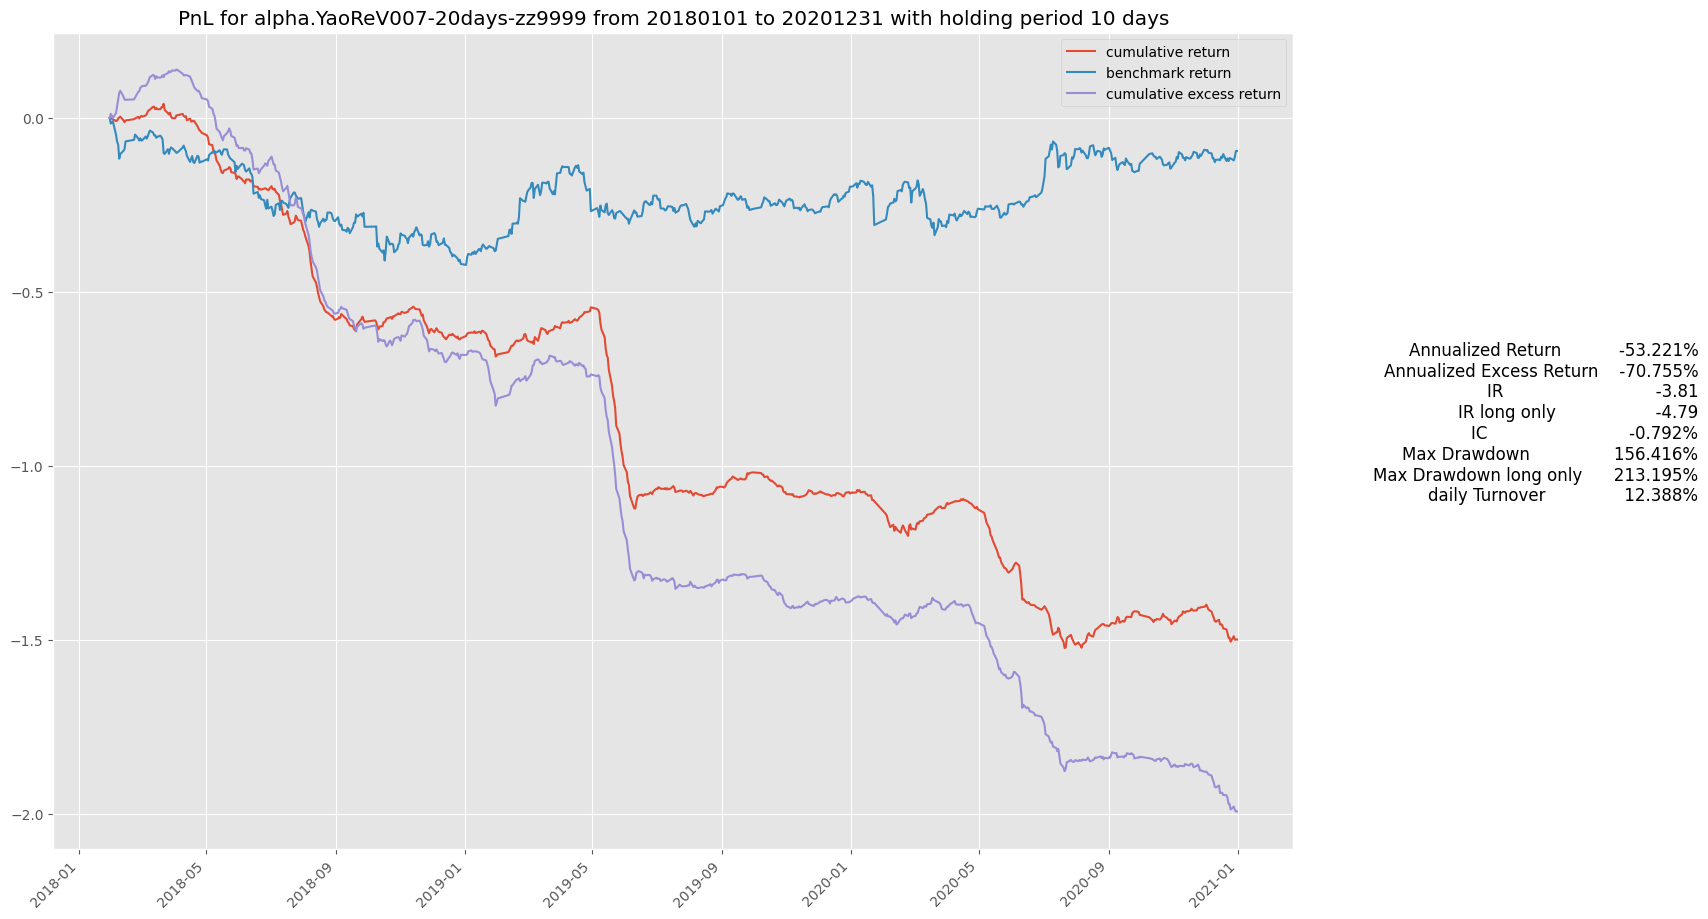 PnL for alpha.YaoReV007-20days-zz9999 from 20180101 to 20201231 with holding period 10 days
cumulative return
benchmark return
cumulative excess return
0.0
−0.5
−1.0
−1.5
−2.0
2018-01
2018-05
2018-09
2019-01
2019-05
2019-09
2020-01
2020-05
2020-09
2021-01
Annualized Return -53.221%
Annualized Excess Return -70.755%
IR -3.81
IR long only -4.79
IC -0.792%
Max Drawdown 156.416%
Max Drawdown long only 213.195%
daily Turnover 12.388%